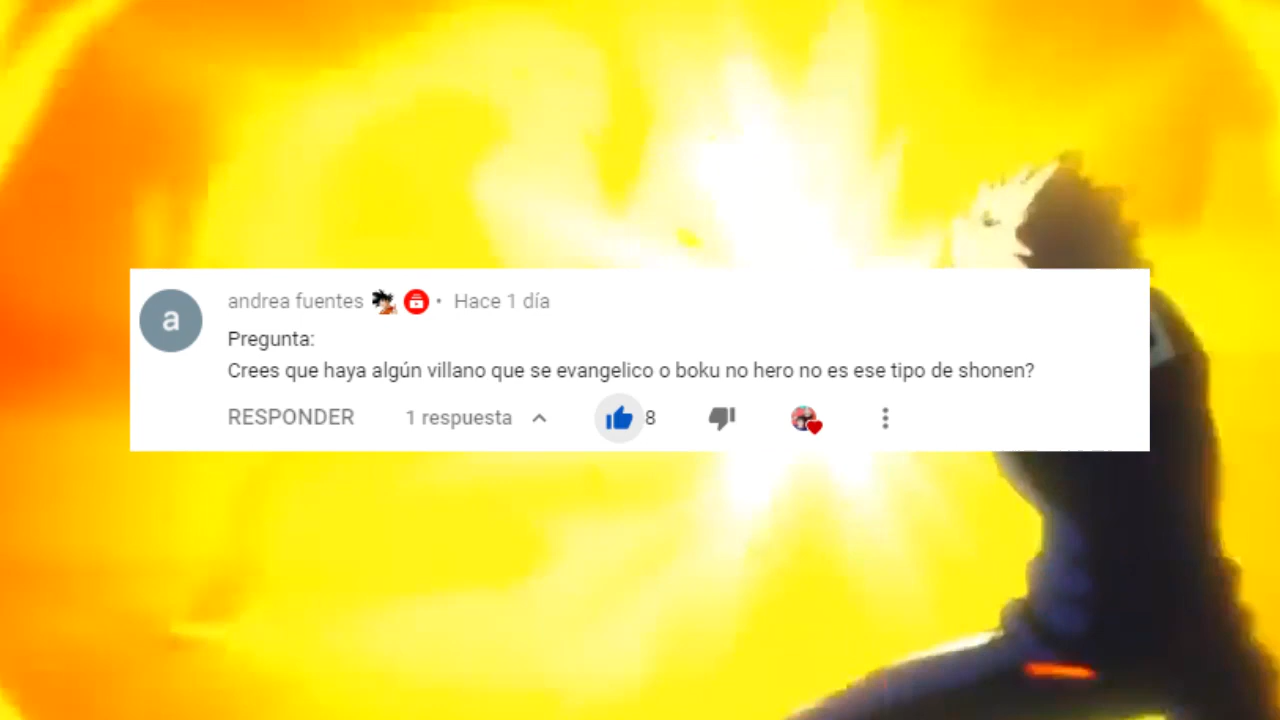 a
andrea fuentes • Hace 1 día
Pregunta:
Crees que haya algún villano que se evangelico o boku no hero no es ese tipo de shonen?
RESPONDER 1 respuesta 8